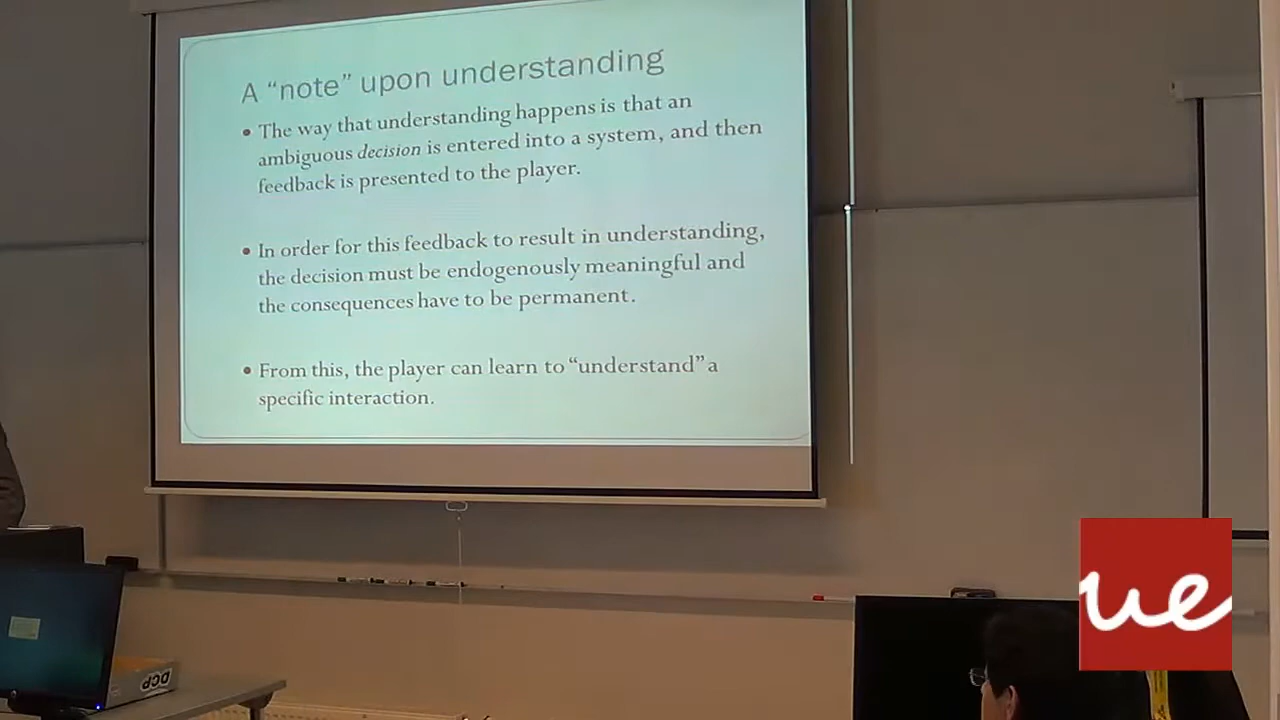 A “note” upon understanding
• The way that understanding happens is that an
ambiguous decision is entered into a system, and then
feedback is presented to the player.
• In order for this feedback to result in understanding,
the decision must be endogenously meaningful and
the consequences have to be permanent.
• From this, the player can learn to “understand” a
specific interaction.
DCP
ue